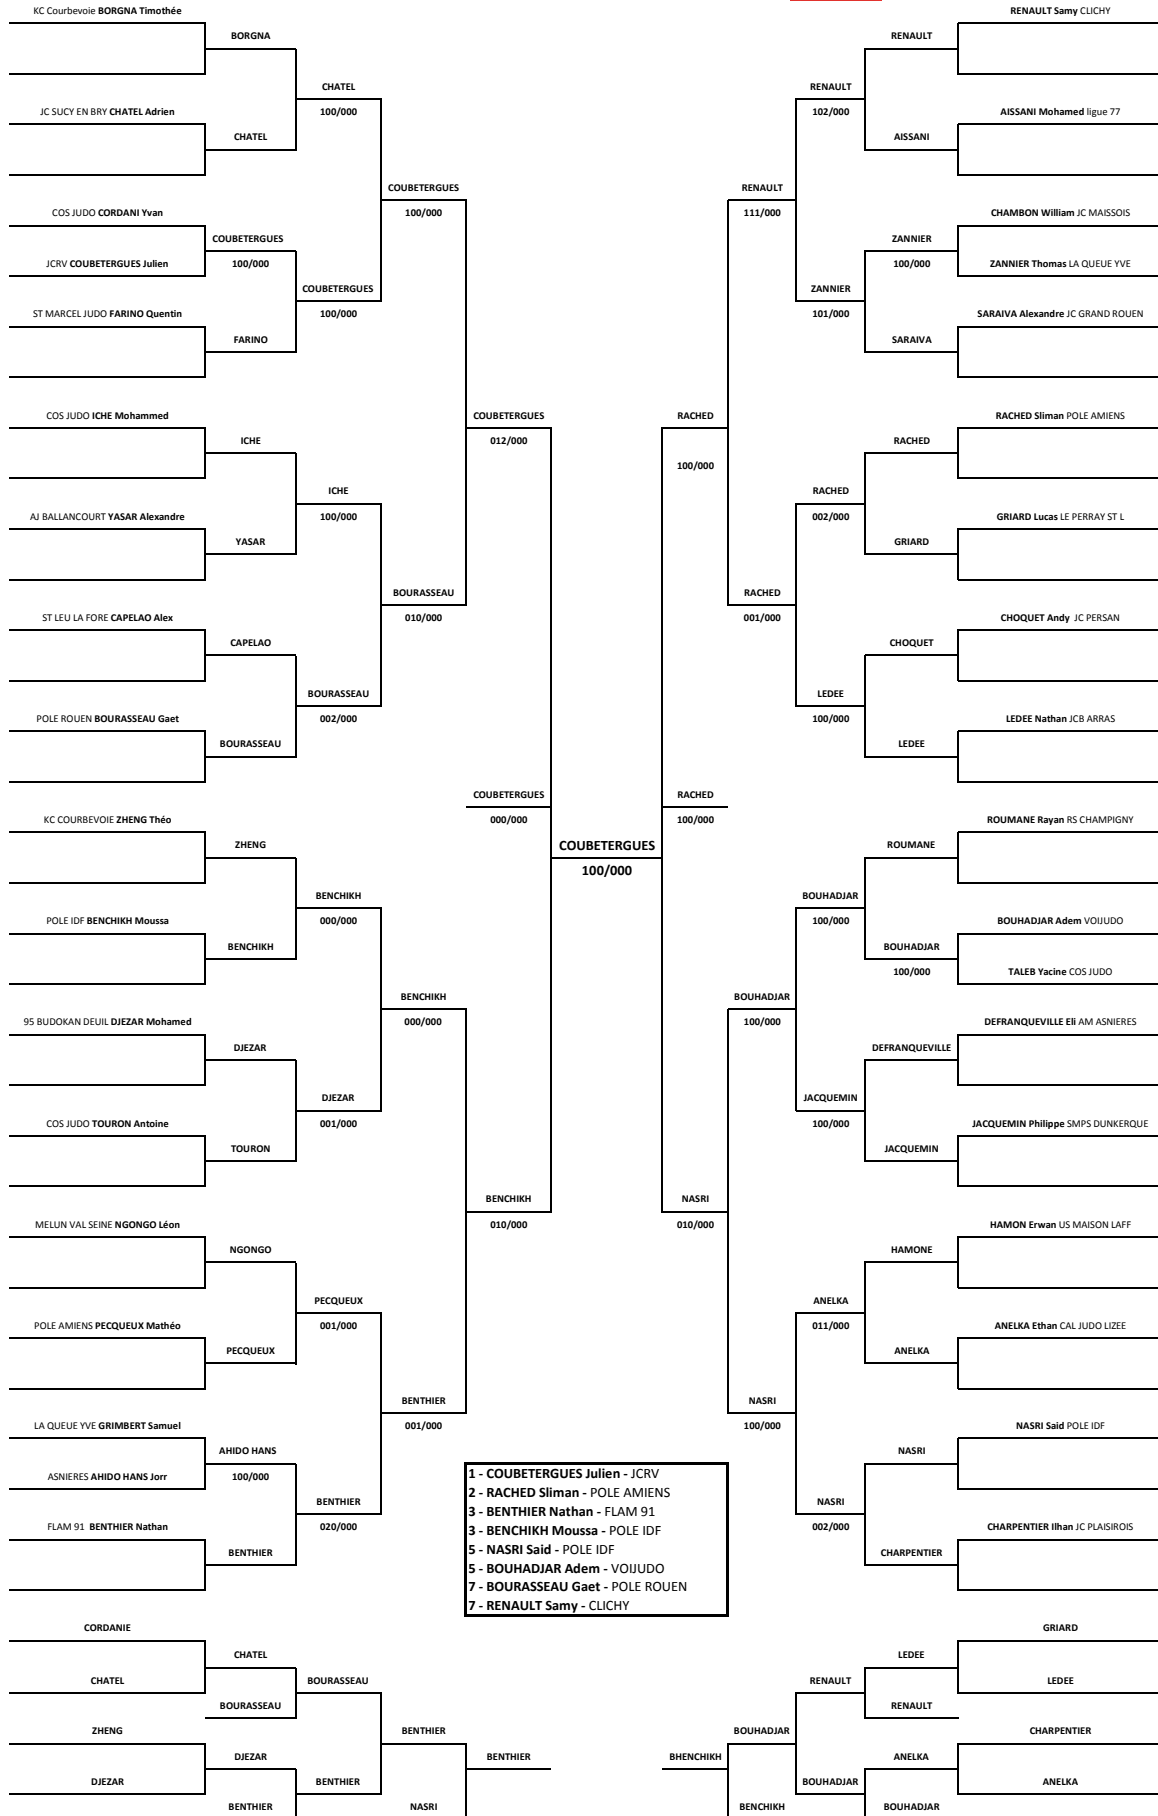 KC Courbevoie BORGNA Timothée
BORGNA
CHATEL
100/000
JC SUCY EN BRY CHATEL Adrien
CHATEL
COUBETERGUES
100/000
COS JUDO CORDANI Yvan
COUBETERGUES
JCRV COUBETERGUES Julien
100/000
COUBETERGUES
100/000
ST MARCEL JUDO FARINO Quentin
FARINO
COUBETERGUES
012/000
COS JUDO ICHE Mohammed
ICHE
ICHE
100/000
AJ BALLANCOURT YASAR Alexandre
YASAR
BOURASSEAU
010/000
ST LEU LA FORE CAPELAO Alex
CAPELAO
BOURASSEAU
002/000
POLE ROUEN BOURASSEAU Gaet
BOURASSEAU
COUBETERGUES
000/000
KC COURBEVOIE ZHENG Théo
ZHENG
BENCHIKH
000/000
POLE IDF BENCHIKH Moussa
BENCHIKH
BENCHIKH
000/000
95 BUDOKAN DEUIL DJEZAR Mohamed
DJEZAR
DJEZAR
001/000
COS JUDO TOURON Antoine
TOURON
BENCHIKH
010/000
MELUN VAL SEINE NGONGO Léon
NGONGO
PECQUEUX
001/000
POLE AMIENS PECQUEUX Mathéo
PECQUEUX
BENTHIER
001/000
LA QUEUE YVE GRIMBERT Samuel
AHIDO HANS
ASNIERES AHIDO HANS Jorr
100/000
BENTHIER
020/000
FLAM 91 BENTHIER Nathan
BENTHIER
COUBETERGUES
100/000
RENAULT Samy CLICHY
RENAULT
RENAULT
102/000
AISSANI Mohamed ligue 77
AISSANI
RENAULT
111/000
CHAMBON William JC MAISSOIS
ZANNIER
100/000
ZANNIER Thomas LA QUEUE YVE
ZANNIER
101/000
SARAIVA Alexandre JC GRAND ROUEN
SARAIVA
RACHED
100/000
RACHED Sliman POLE AMIENS
RACHED
RACHED
002/000
GRIARD Lucas LE PERRAY ST L
GRIARD
RACHED
001/000
CHOQUET Andy JC PERSAN
CHOQUET
LEDEE
100/000
LEDEE Nathan JCB ARRAS
LEDEE
RACHED
100/000
ROUMANE Rayan RS CHAMPIGNY
ROUMANE
BOUHADJAR
100/000
BOUHADJAR Adem VOIJUDO
BOUHADJAR
100/000
TALEB Yacine COS JUDO
BOUHADJAR
100/000
DEFRANQUEVILLE Eli AM ASNIERES
DEFRANQUEVILLE
JACQUEMIN
100/000
JACQUEMIN Philippe SMPS DUNKERQUE
JACQUEMIN
NASRI
010/000
HAMON Erwan US MAISON LAFF
HAMONE
ANELKA
011/000
ANELKA Ethan CAL JUDO LIZEE
ANELKA
NASRI
100/000
NASRI Said POLE IDF
NASRI
NASRI
002/000
CHARPENTIER Ilhan JC PLAISIROIS
CHARPENTIER
1 - COUBETERGUES Julien - JCRV
2 - RACHED Sliman - POLE AMIENS
3 - BENTHIER Nathan - FLAM 91
3 - BENCHIKH Moussa - POLE IDF
5 - NASRI Said - POLE IDF
5 - BOUHADJAR Adem - VOIJUDO
7 - BOURASSEAU Gaet - POLE ROUEN
7 - RENAULT Samy - CLICHY
CORDANIE
CHATEL
CHATEL
BOURASSEAU
BOURASSEAU
ZHENG
BENTHIER
DJEZAR
BENTHIER
DJEZAR
BENTHIER
BENTHIER
NASRI
GRIARD
LEDEE
RENAULT
LEDEE
RENAULT
BOUHADJAR
CHARPENTIER
BHENCHIKH
ANELKA
BOUHADJAR
ANELKA
BENCHIKH
BOUHADJAR